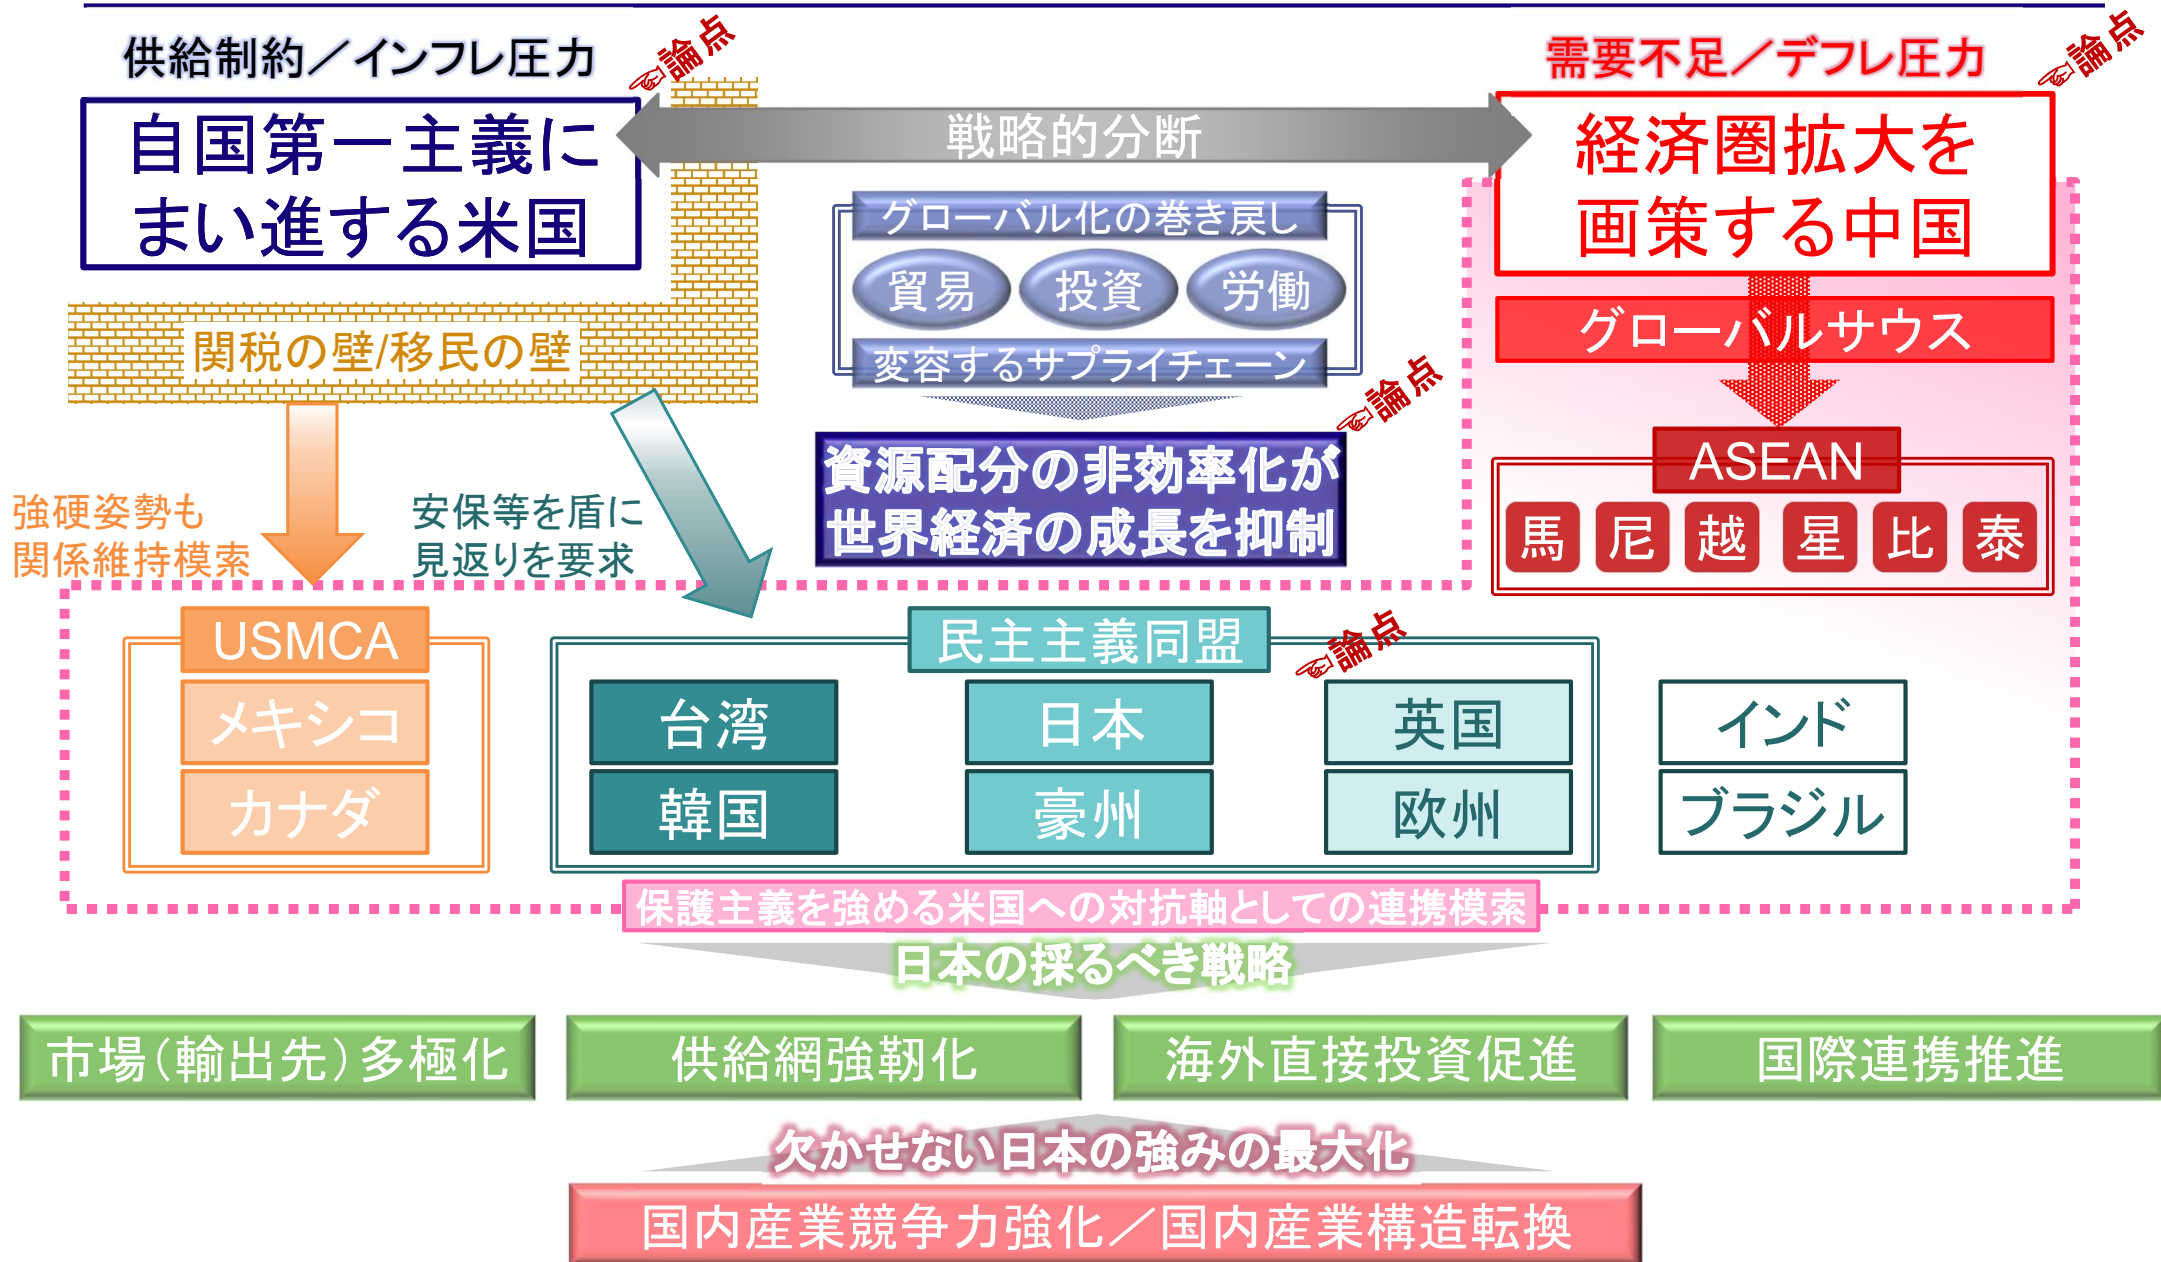 供給制約／インフレ圧力
☜論点
需要不足／デフレ圧力
☜論点
自国第一主義に
まい進する米国
戦略的分断
経済圏拡大を
画策する中国
グローバル化の巻き戻し
貿易
投資
労働
変容するサプライチェーン
関税の壁/移民の壁
グローバルサウス
☜論点
資源配分の非効率化が
世界経済の成長を抑制
ASEAN
馬
尼
越
星
比
泰
強硬姿勢も
関係維持模索
安保等を盾に
見返りを要求
USMCA
メキシコ
カナダ
民主主義同盟
☜論点
台湾
日本
英国
インド
韓国
豪州
欧州
ブラジル
保護主義を強める米国への対抗軸としての連携模索
日本の採るべき戦略
市場（輸出先）多極化
供給網強靭化
海外直接投資促進
国際連携推進
欠かせない日本の強みの最大化
国内産業競争力強化／国内産業構造転換